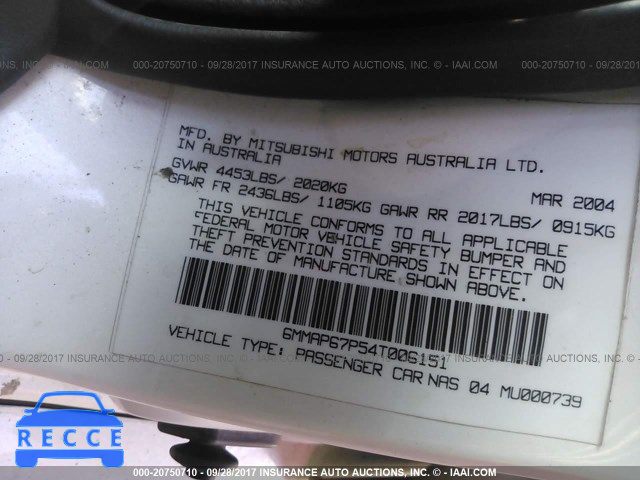 000-20750710 - 09/28/2017 INSURANCE AUTO AUCTIONS, INC. - © IAAI.COM
MFD. BY MITSUBISHI MOTORS AUSTRALIA LTD.
IN AUSTRALIA
MAR 2004
GVWR 4453LBS/ 2020KG
GAWR FR 2436LBS/ 1105KG GAWR RR 2017LBS/ 0915KG
THIS VEHICLE CONFORMS TO ALL APPLICABLE
FEDERAL MOTOR VEHICLE SAFETY BUMPER AND
THEFT PREVENTION STANDARDS IN EFFECT ON
THE DATE OF MANUFACTURE SHOWN ABOVE.
6MMAP67P54T006151
VEHICLE TYPE: PASSENGER CAR NAS 04 MU000739
RECCE
000-20750710 - 09/28/2017 INSURANCE AUTO AUCTIONS, INC. - © IAAI.COM